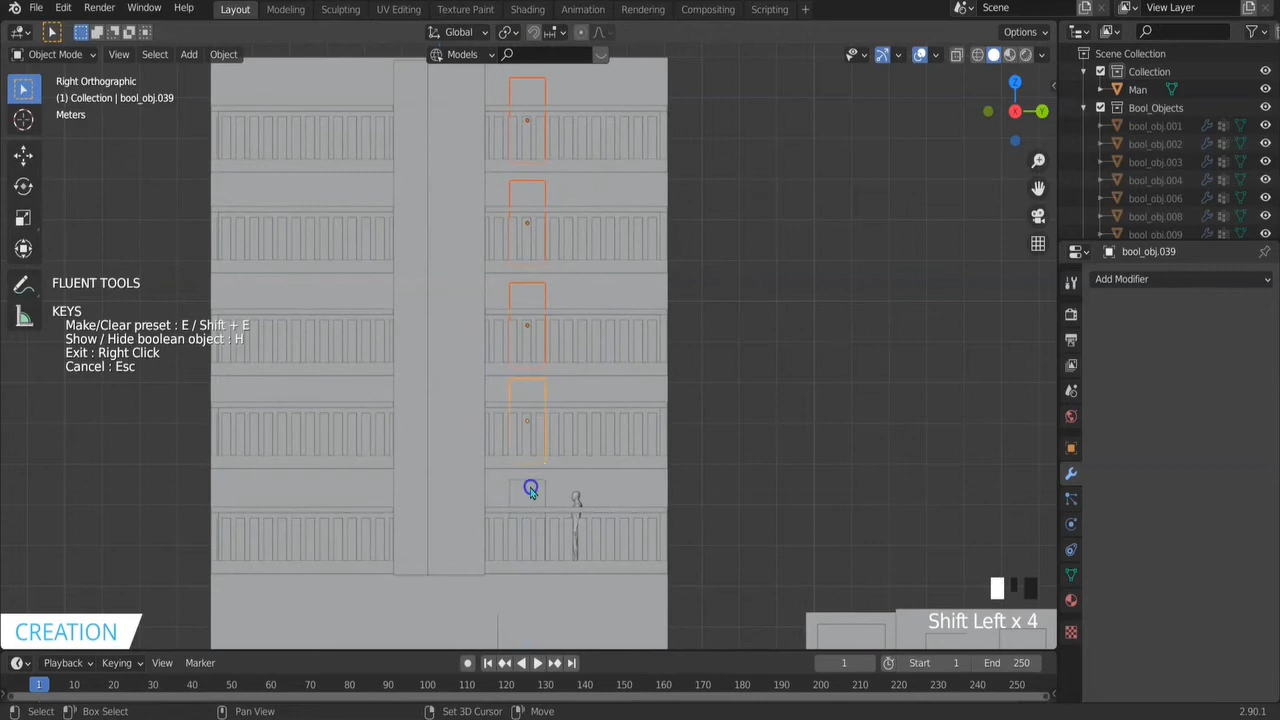 File Edit Render Window Help
Layout Modeling Sculpting UV Editing Texture Paint Shading Animation Rendering Compositing Scripting +
Scene View Layer
Global Options
Object Mode View Select Add Object Models
Right Orthographic
(1) Collection | bool_obj.039
Meters
Scene Collection
Collection
Man
Bool_Objects
bool_obj.001
bool_obj.002
bool_obj.003
bool_obj.004
bool_obj.006
bool_obj.008
bool_obj.009
bool_obj.039
Add Modifier
Z
X
Y
FLUENT TOOLS
KEYS
Make/Clear preset : E / Shift + E
Show / Hide boolean object : H
Exit : Right Click
Cancel : Esc
CREATION
Shift Left x 4
Playback Keying View Marker
1 Start 1 End 250
1 10 20 30 40 50 60 70 80 90 100 110 120 130 140 150 160 170 180 190 200 210 220 230 240 250
Select Box Select Pan View Set 3D Cursor Move 2.90.1